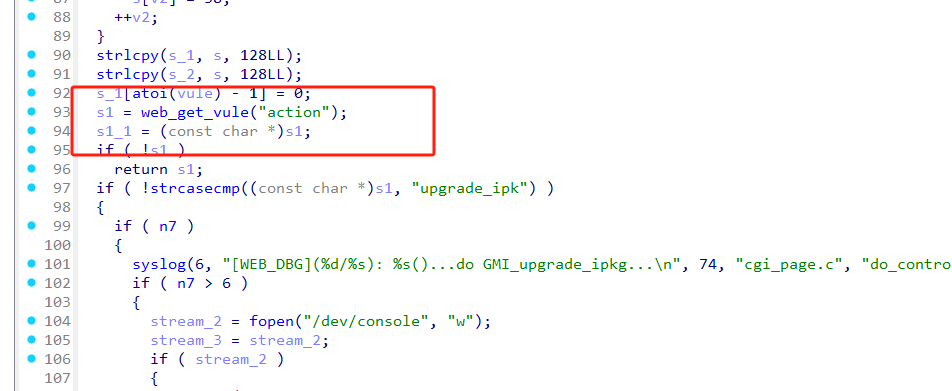 87 s[v2] = 96;
88 ++v2;
89 }
90 strlcpy(s_1, s, 128LL);
91 strlcpy(s_2, s, 128LL);
92 s_1[atoi(vule) - 1] = 0;
93 s1 = web_get_vule("action");
94 s1_1 = (const char *)s1;
95 if ( !s1 )
96 return s1;
97 if ( !strcasecmp((const char *)s1, "upgrade_ipk") )
98 {
99 if ( n7 )
100 {
101 syslog(6, "[WEB_DBG](%d/%s): %s()...do GMI_upgrade_ipkg...\n", 74, "cgi_page.c", "do_contro
102 if ( n7 > 6 )
103 {
104 stream_2 = fopen("/dev/console", "w");
105 stream_3 = stream_2;
106 if ( stream_2 )
107 {